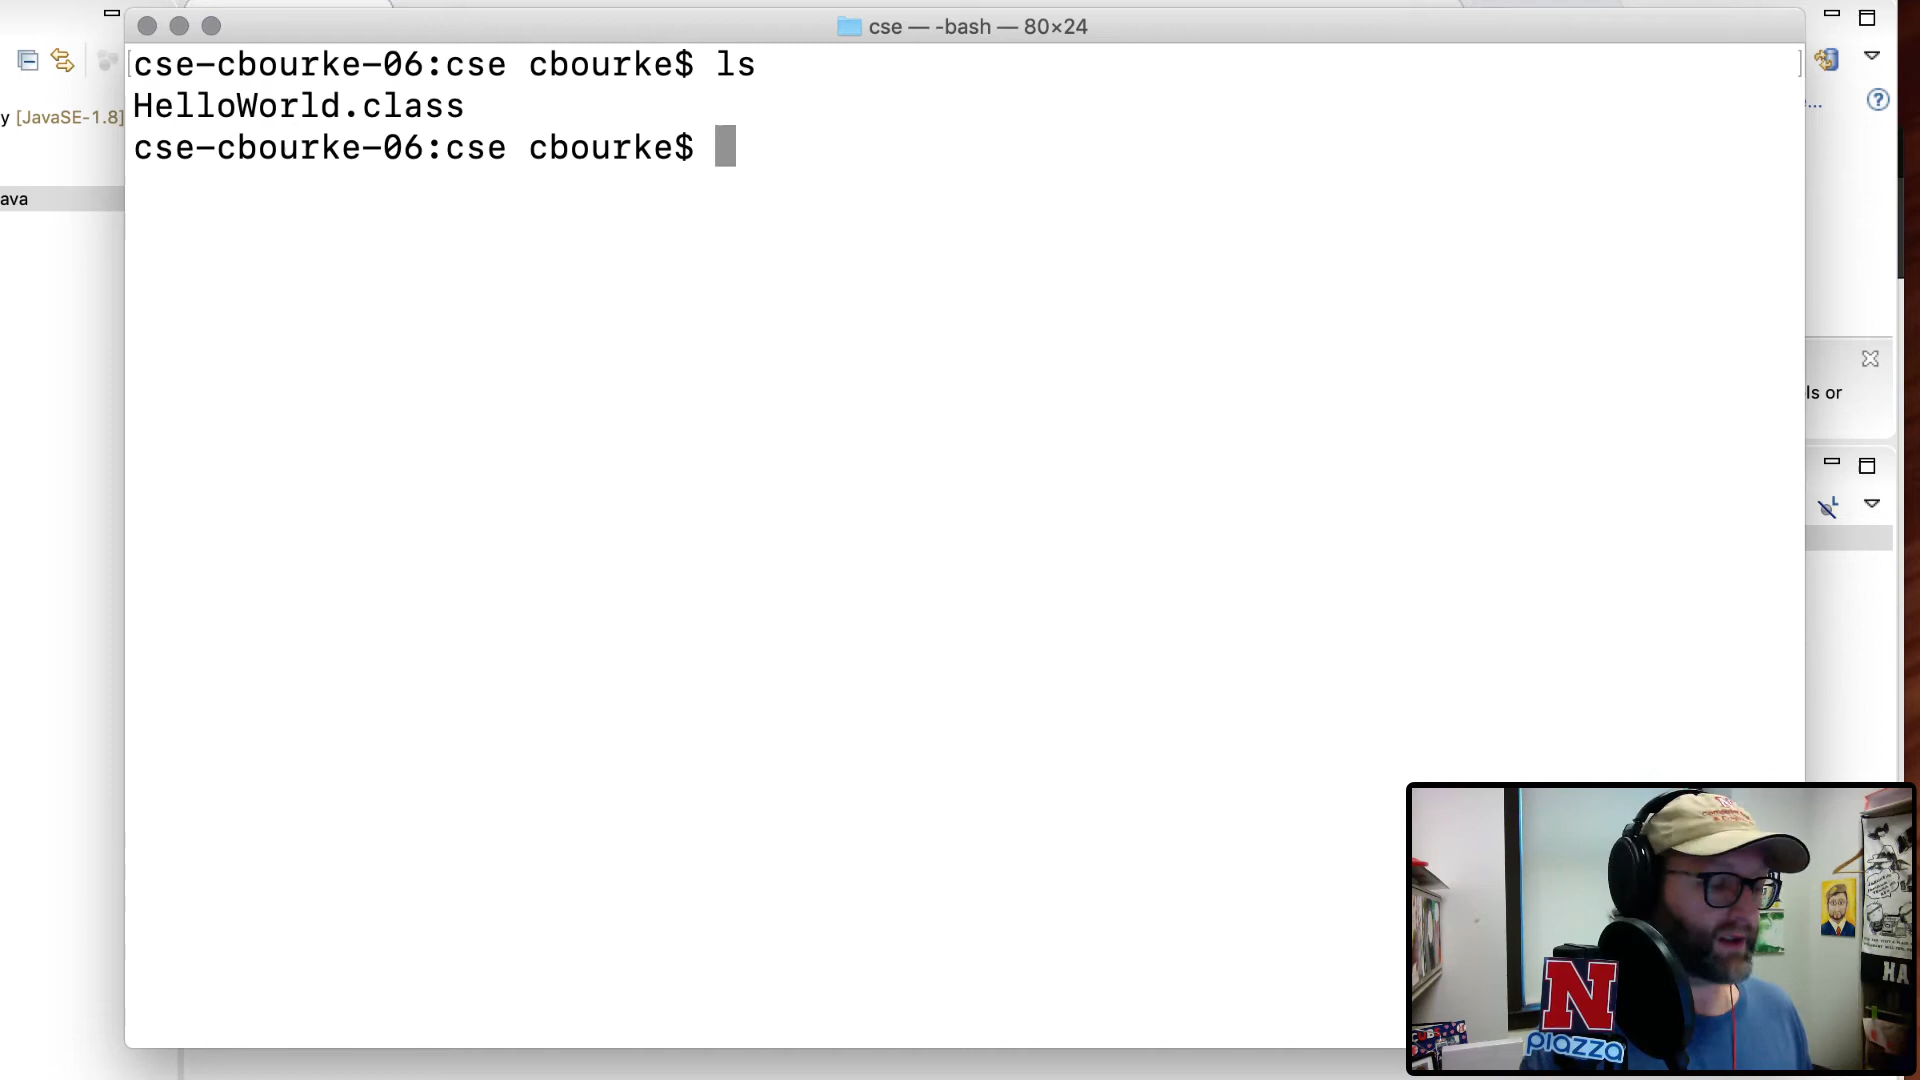 cse — -bash — 80×24
cse-cbourke-06:cse cbourke$ ls
HelloWorld.class
cse-cbourke-06:cse cbourke$
y [JavaSE-1.8]
ava
...
ls or
N
piazza
CUBS
HA